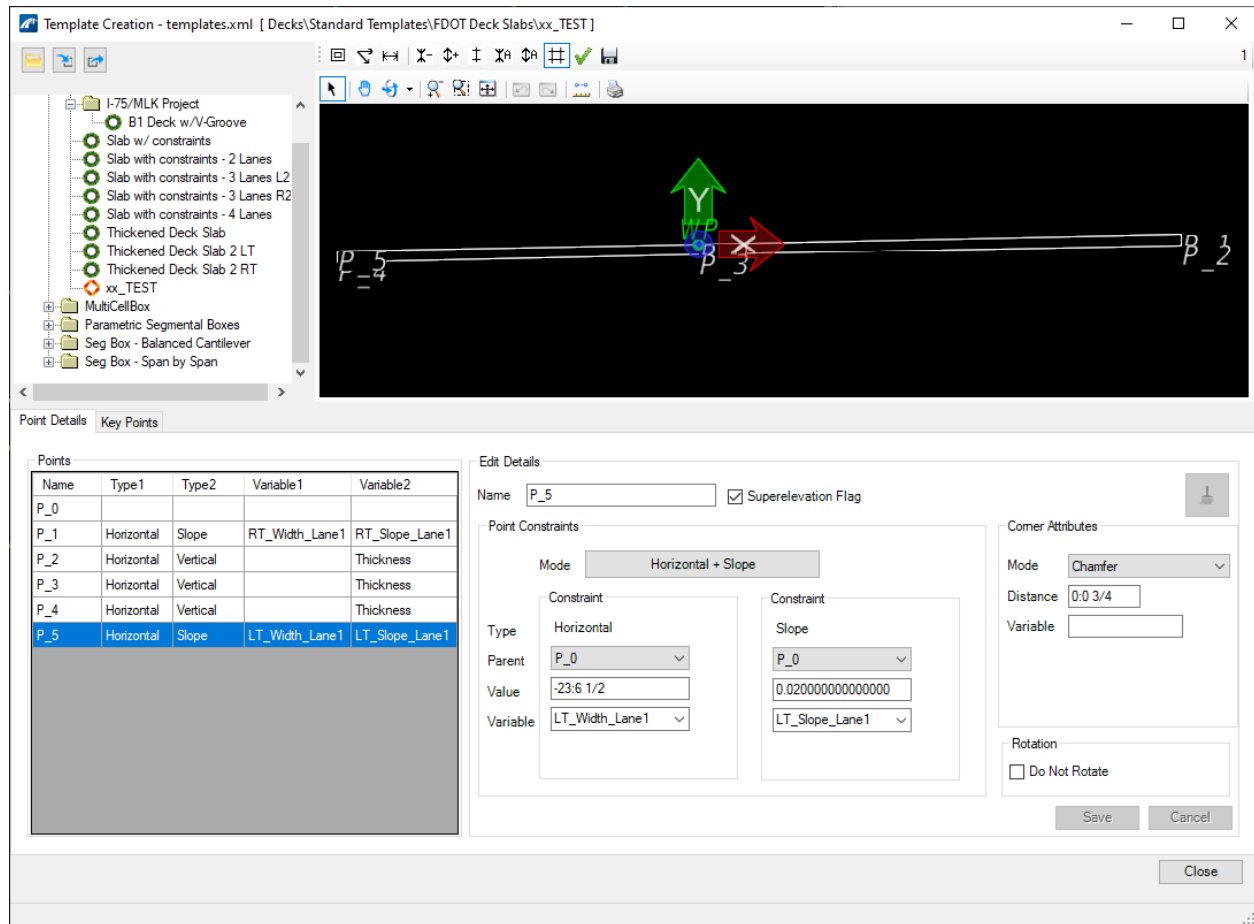 Template Creation - templates.xml [ Decks\Standard Templates\FDOT Deck Slabs\xx_TEST ]
1
I-75/MLK Project
B1 Deck w/V-Groove
Slab w/ constraints
Slab with constraints - 2 Lanes
Slab with constraints - 3 Lanes L2
Slab with constraints - 3 Lanes R2
Slab with constraints - 4 Lanes
Thickened Deck Slab
Thickened Deck Slab 2 LT
Thickened Deck Slab 2 RT
xx_TEST
MultiCellBox
Parametric Segmental Boxes
Seg Box - Balanced Cantilever
Seg Box - Span by Span
Y
WP
X
P_5
P_4
P_3
P_2
Point Details Key Points
Points
Name Type1 Type2 Variable1 Variable2
P_0
P_1 Horizontal Slope RT_Width_Lane1 RT_Slope_Lane1
P_2 Horizontal Vertical Thickness
P_3 Horizontal Vertical Thickness
P_4 Horizontal Vertical Thickness
P_5 Horizontal Slope LT_Width_Lane1 LT_Slope_Lane1
Edit Details
Name P_5 Superelevation Flag
Point Constraints
Mode Horizontal + Slope
Constraint Constraint
Type Horizontal Slope
Parent P_0 P_0
Value -23:6 1/2 0.020000000000000
Variable LT_Width_Lane1 LT_Slope_Lane1
Corner Attributes
Mode Chamfer
Distance 0:0 3/4
Variable
Rotation
Do Not Rotate
Save Cancel
Close